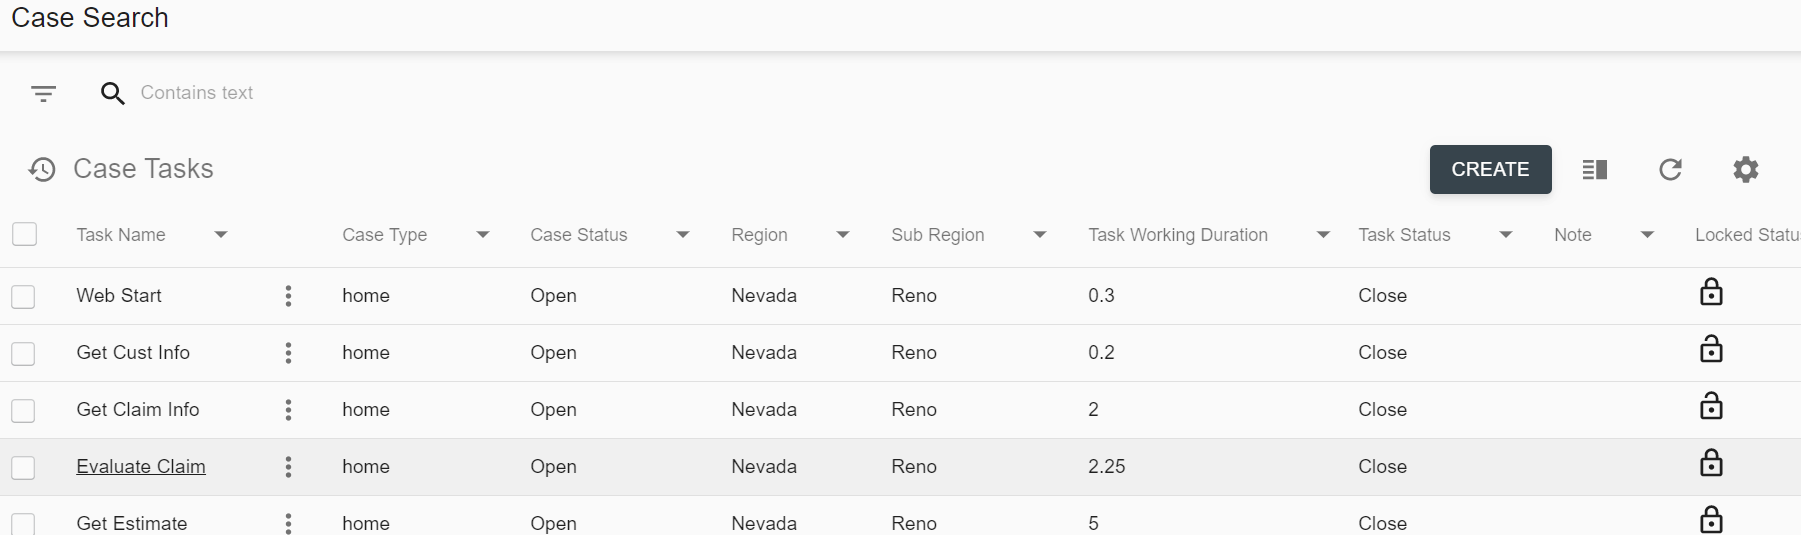 Case Search
Contains text
Case Tasks CREATE
Task Name Case Type Case Status Region Sub Region Task Working Duration Task Status Note Locked Statu
Web Start home Open Nevada Reno 0.3 Close
Get Cust Info home Open Nevada Reno 0.2 Close
Get Claim Info home Open Nevada Reno 2 Close
Evaluate Claim home Open Nevada Reno 2.25 Close
Get Estimate home Open Nevada Reno 5 Close